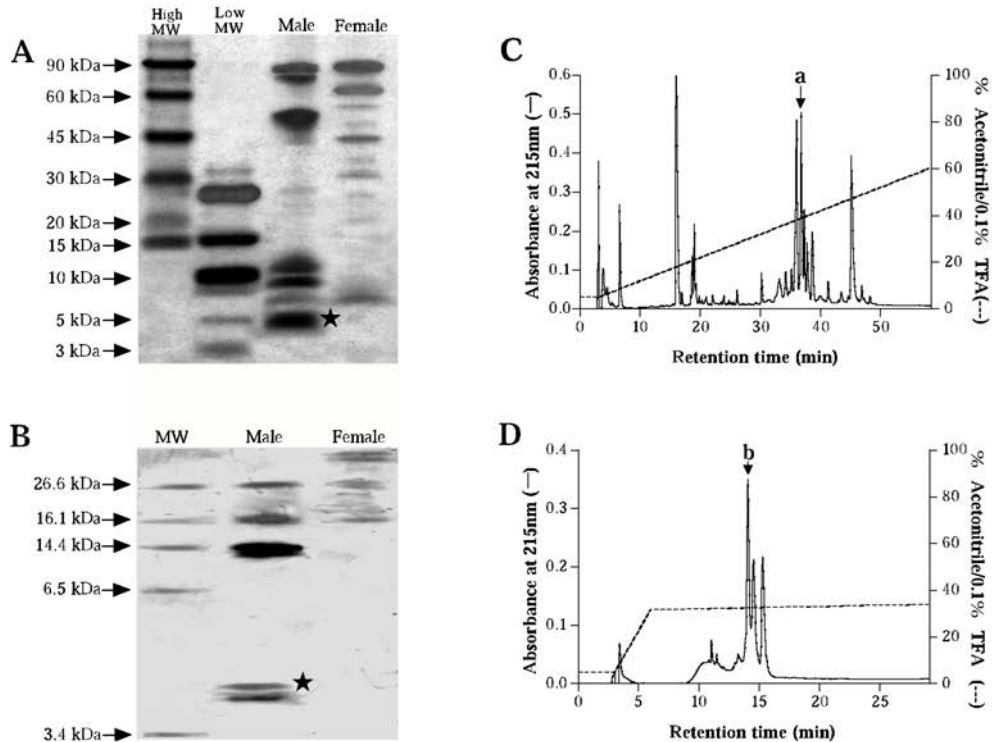 A
High MW
Low MW
Male
Female
90 kDa
60 kDa
45 kDa
30 kDa
20 kDa
15 kDa
10 kDa
5 kDa
3 kDa
B
MW
Male
Female
26.6 kDa
16.1 kDa
14.4 kDa
6.5 kDa
3.4 kDa
C
a
Absorbance at 215nm (—)
0.6
0.5
0.4
0.3
0.2
0.1
0.0
0 10 20 30 40 50
Retention time (min)
100
80
60
40
20
0
% Acetonitrile/0.1% TFA(---)
D
b
Absorbance at 215nm (—)
0.4
0.3
0.2
0.1
0.0
0 5 10 15 20 25
Retention time (min)
100
80
60
40
20
0
% Acetonitrile/0.1% TFA (---)